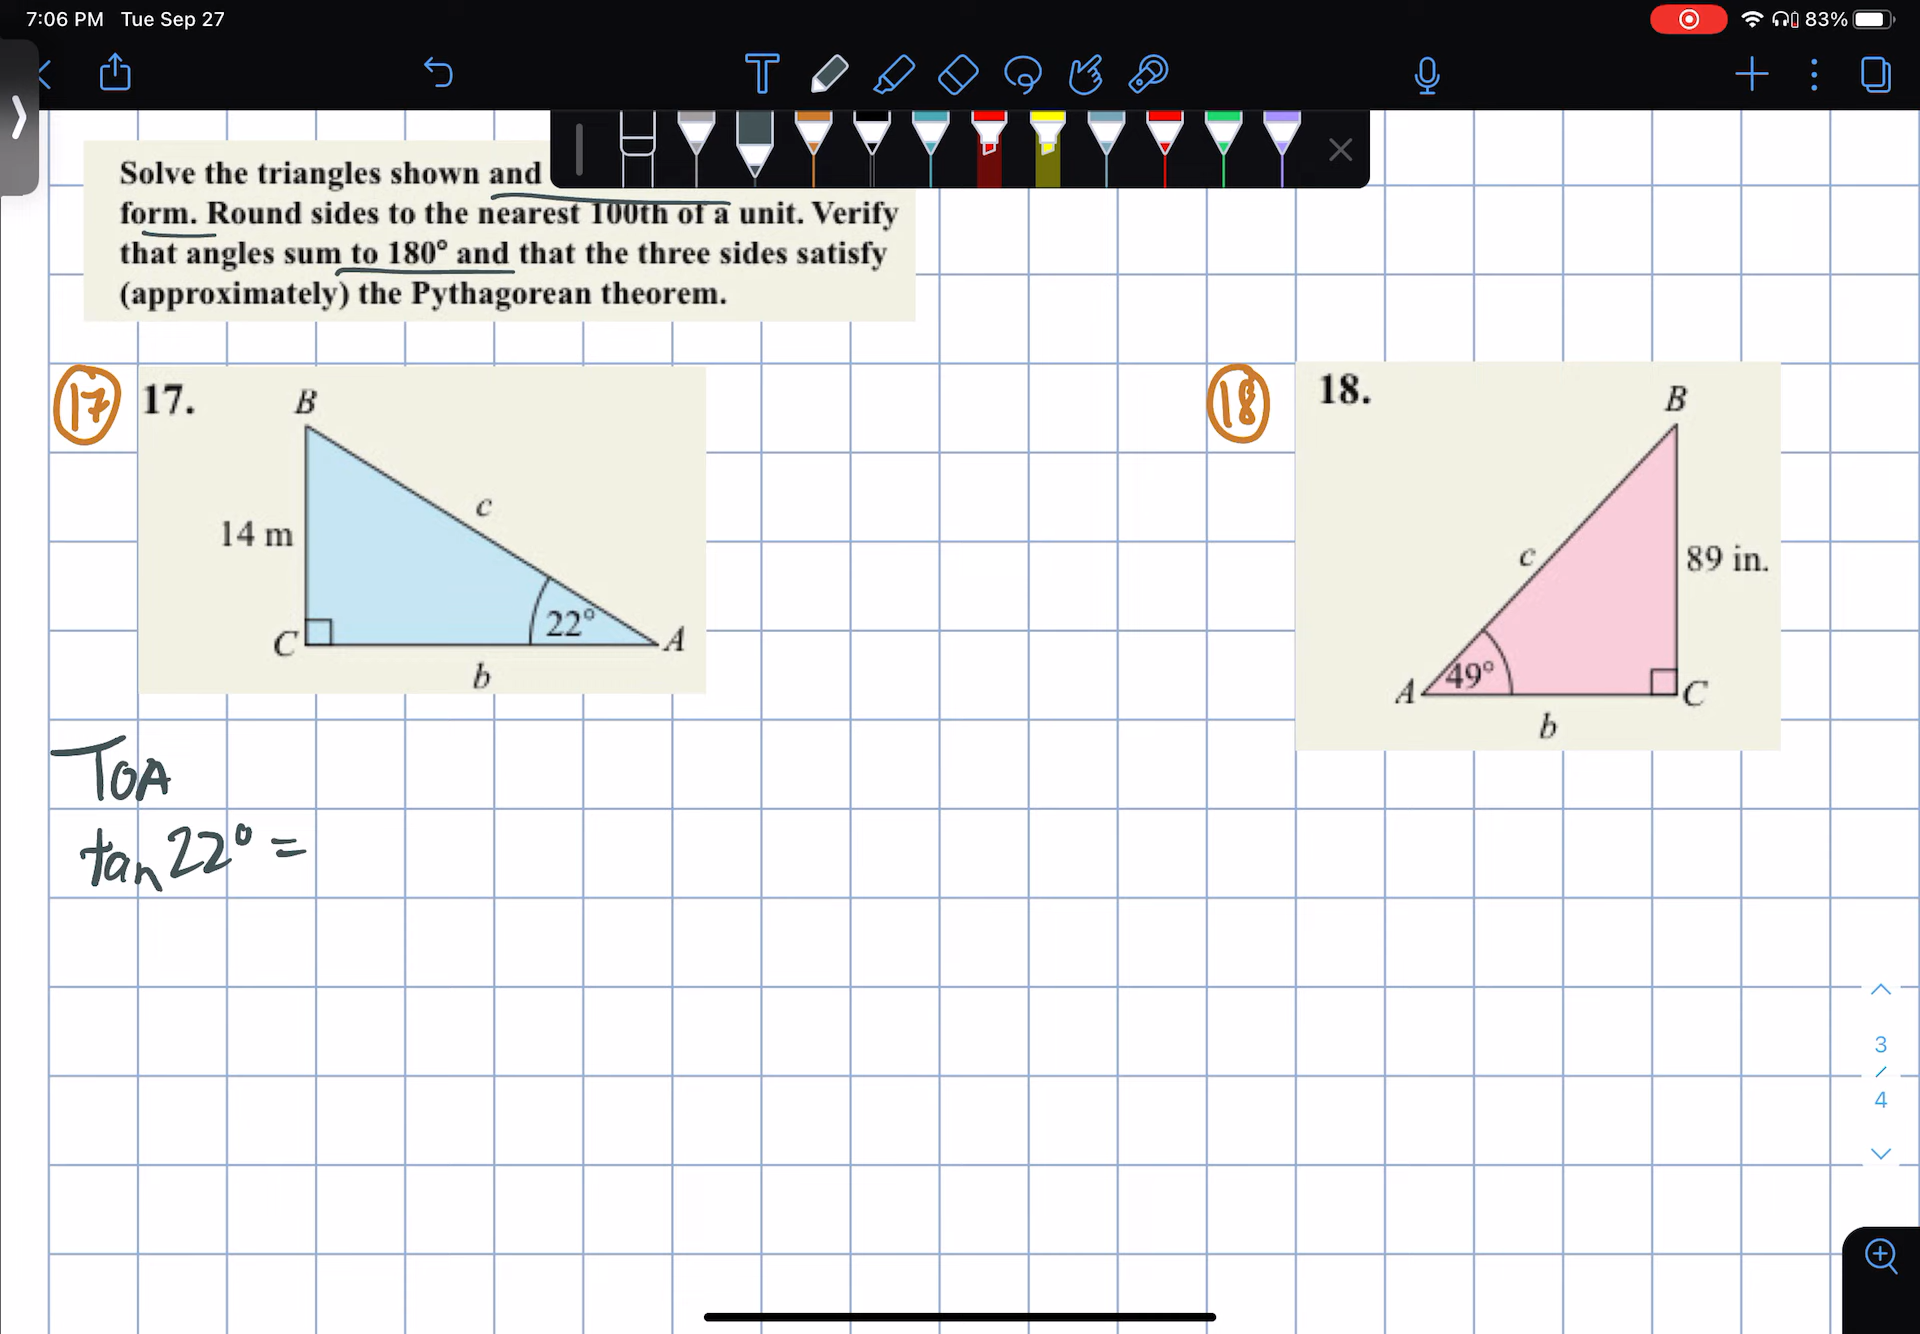 7:06 PM Tue Sep 27
83%
Solve the triangles shown and
form. Round sides to the nearest 100th of a unit. Verify
that angles sum to 180° and that the three sides satisfy
(approximately) the Pythagorean theorem.
17 17.
B
c
14 m
22°
C
A
b
18 18.
B
c
89 in.
49°
A
C
b
TOA
tan 22° =
3
/
4